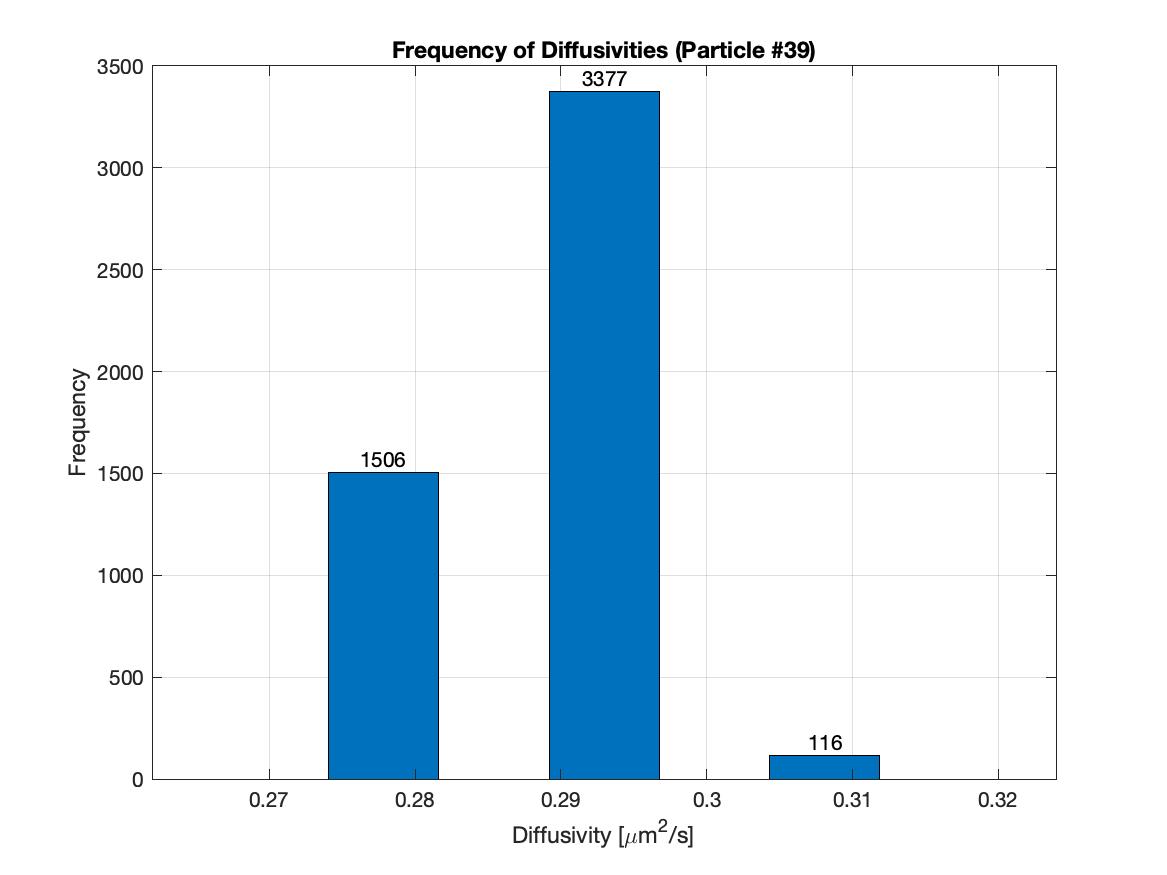 Frequency of Diffusivities (Particle #39)
3500
3377
3000
2500
2000
Frequency
1506
1500
1000
500
116
0
0.27 0.28 0.29 0.3 0.31 0.32
Diffusivity [μm²/s]